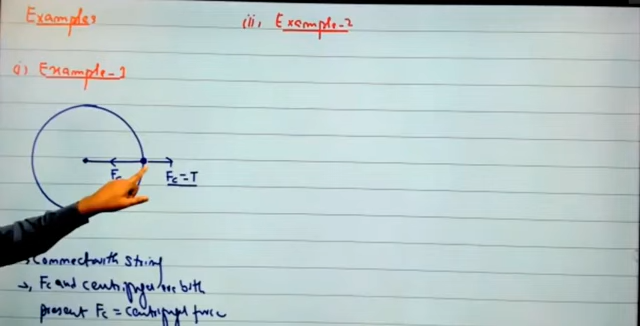 Examples
(i) Example-1
(ii) Example-2
Fc
Fc = T
Connect with string
→ Fc and centrifugal are both
present Fc = centrifugal force